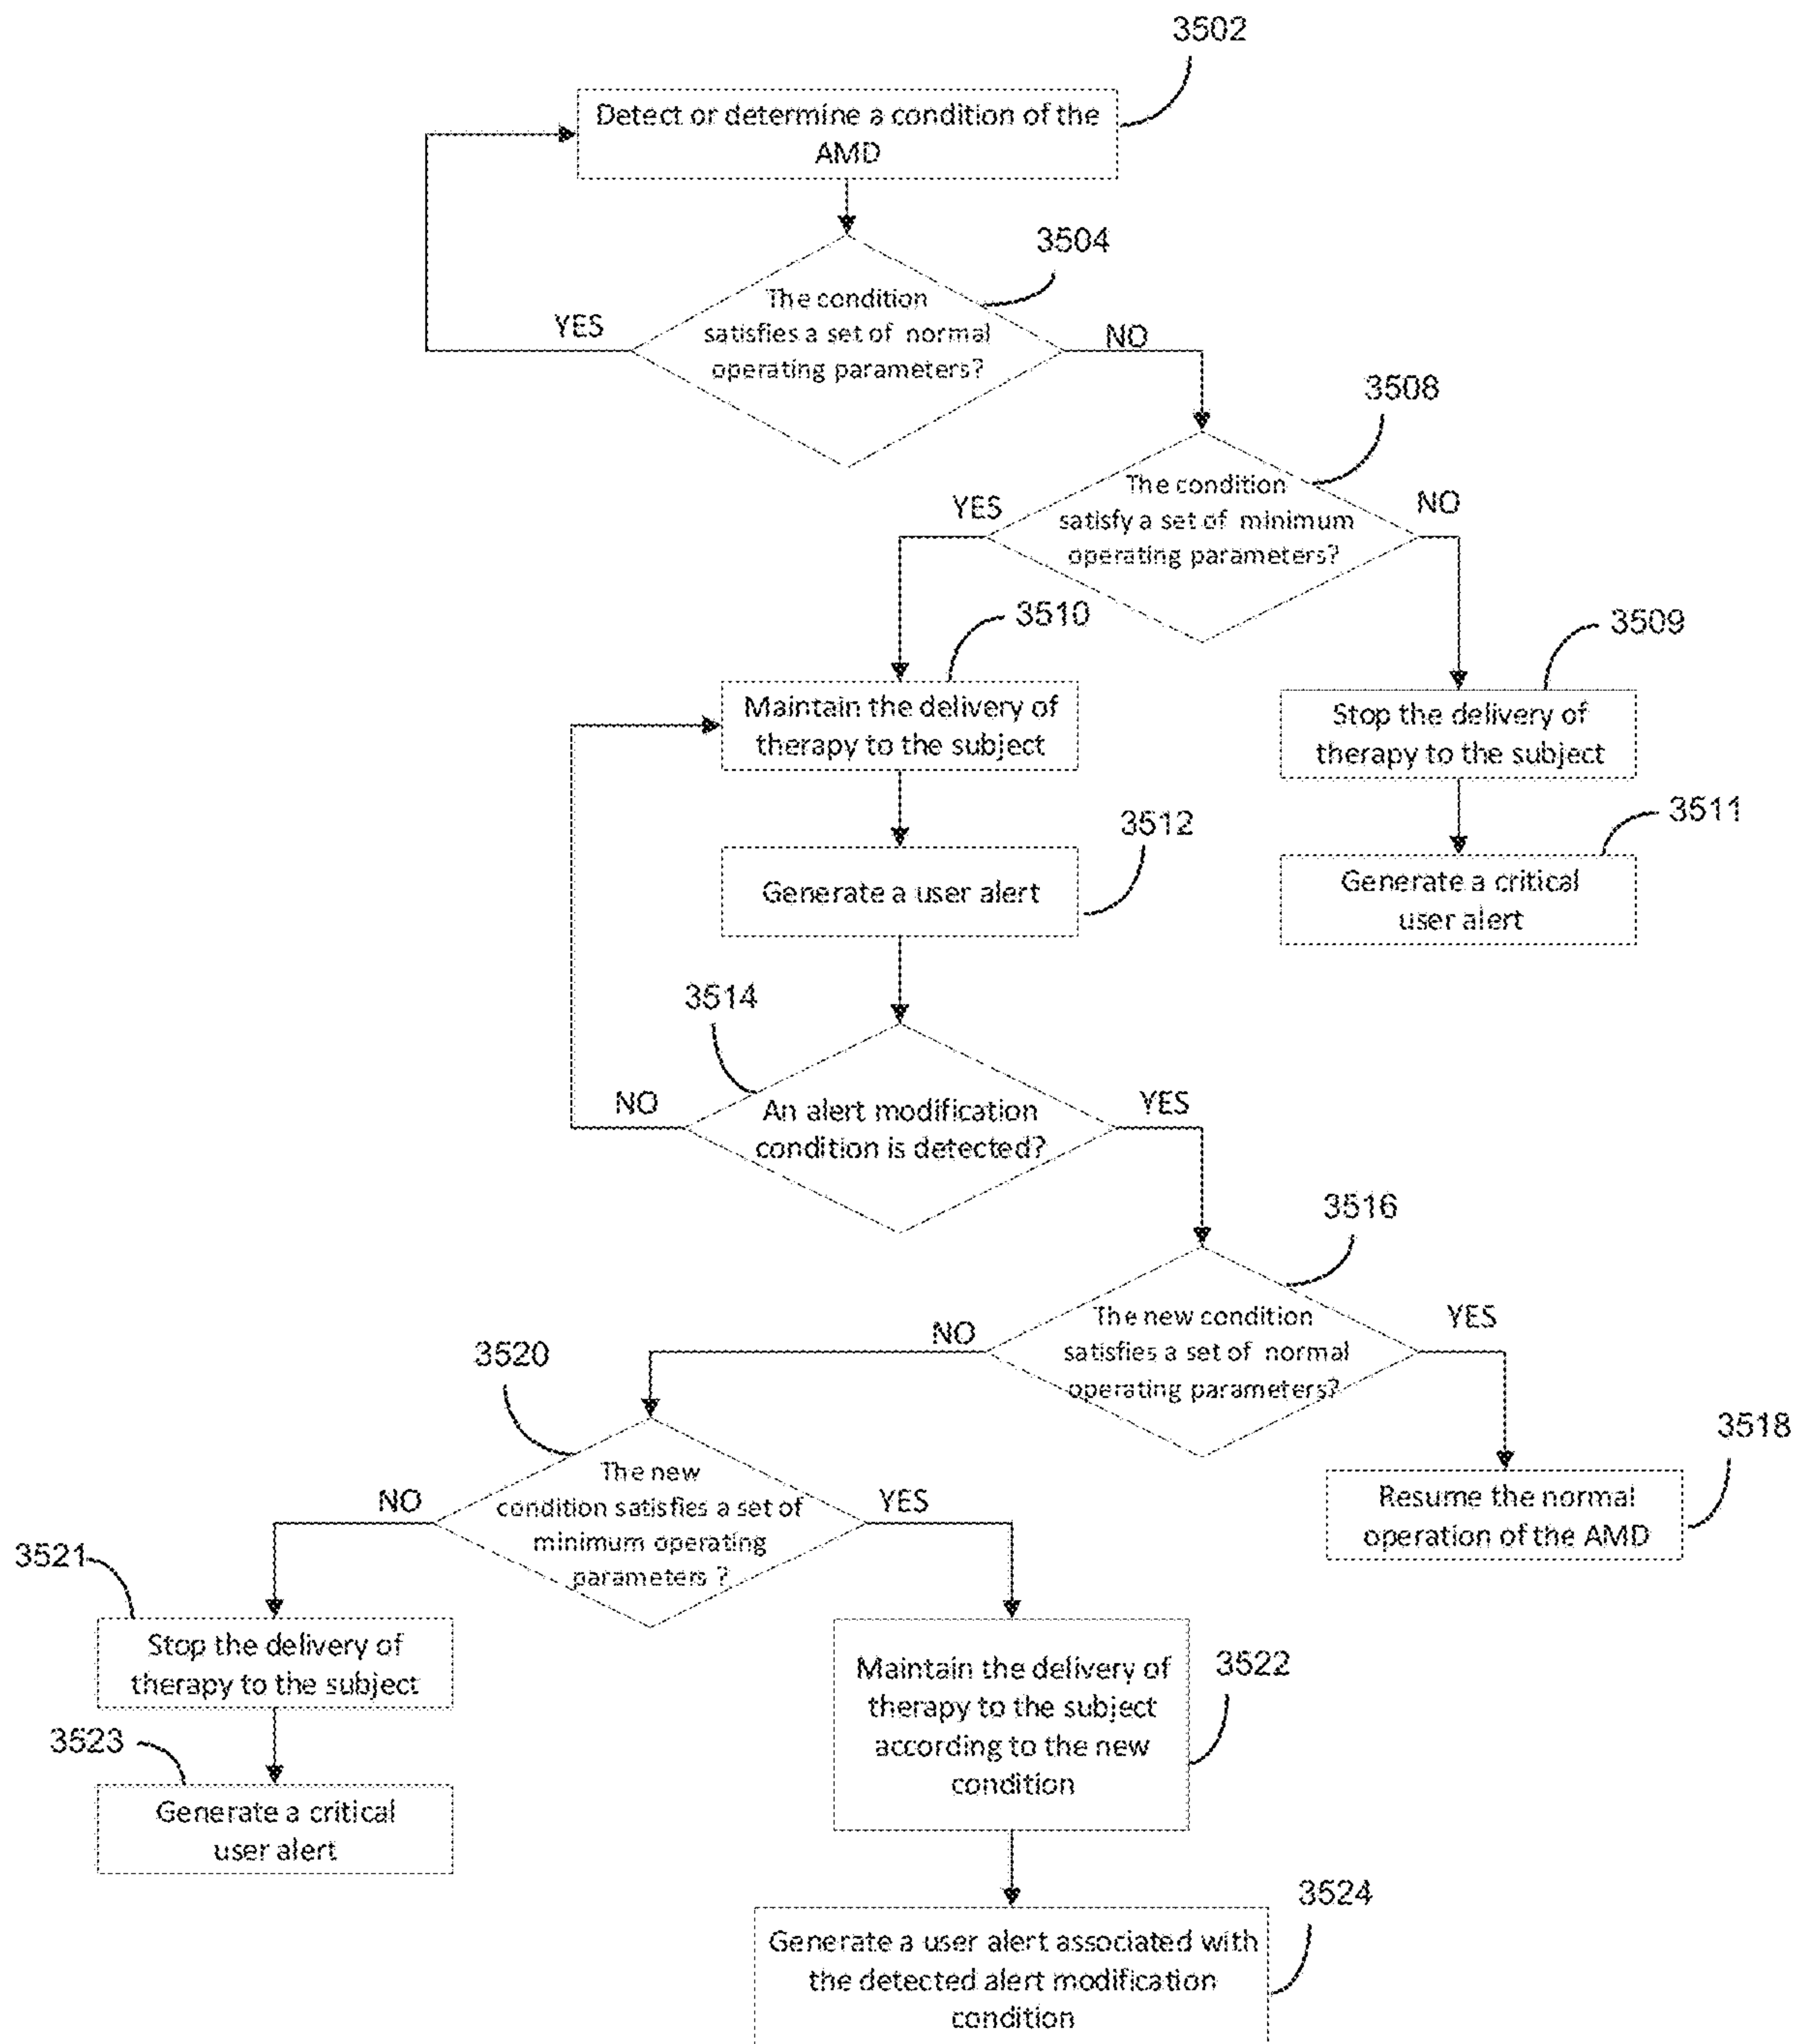 3502
Detect or determine a condition of the
AMD
3504
The condition
satisfies a set of normal
operating parameters?
YES
NO
3508
The condition
satisfy a set of minimum
operating parameters?
YES
NO
3510
Maintain the delivery of
therapy to the subject
3509
Stop the delivery of
therapy to the subject
3512
Generate a user alert
3511
Generate a critical
user alert
3514
An alert modification
condition is detected?
NO
YES
3516
The new condition
satisfies a set of normal
operating parameters?
NO
YES
3520
The new
condition satisfies a set of
minimum operating
parameters ?
NO
YES
3518
Resume the normal
operation of the AMD
3521
Stop the delivery of
therapy to the subject
3522
Maintain the delivery of
therapy to the subject
according to the new
condition
3523
Generate a critical
user alert
3524
Generate a user alert associated with
the detected alert modification
condition